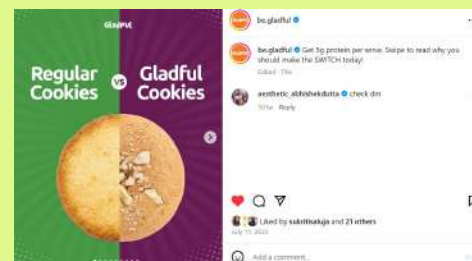 Gladful
Regular
Cookies
VS
Gladful
Cookies
be.gladful
be.gladful Get 5g protein per serve. Swipe to read why you
should make the SWITCH today!
Edited
aesthetic_abhishekdutta check dm
Reply
Liked by sakshisaluja and 21 others
Add a comment...